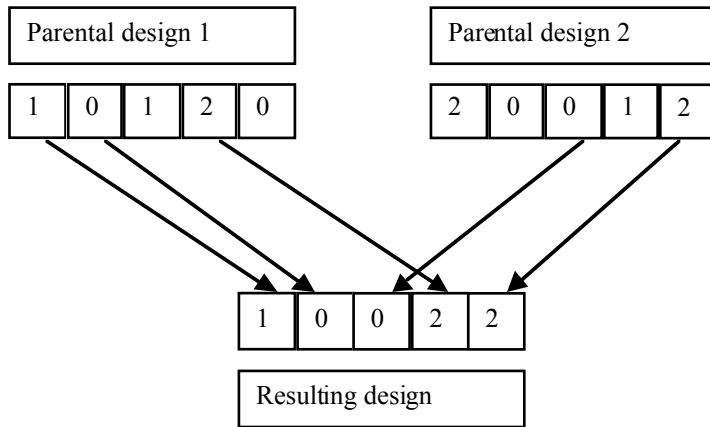 Parental design 1
Parental design 2
1 0 1 2 0
2 0 0 1 2
1 0 0 2 2
Resulting design